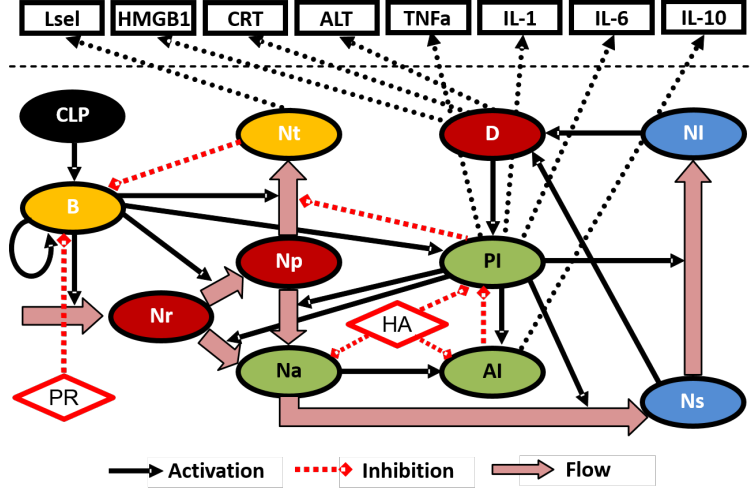 Lsel HMGB1 CRT ALT TNFa IL-1 IL-6 IL-10
CLP Nt D NI
B
Np PI
Nr HA
PR Na AI Ns
Activation Inhibition Flow